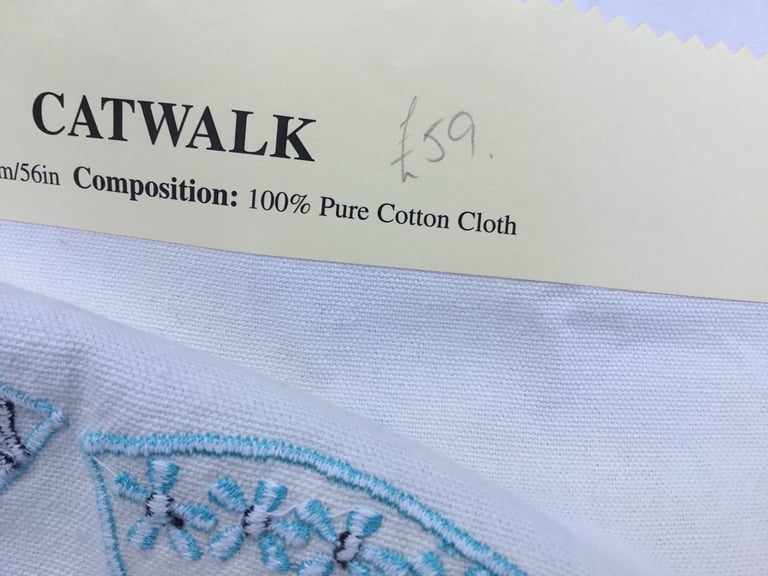 CATWALK £59.
m/56in Composition: 100% Pure Cotton Cloth